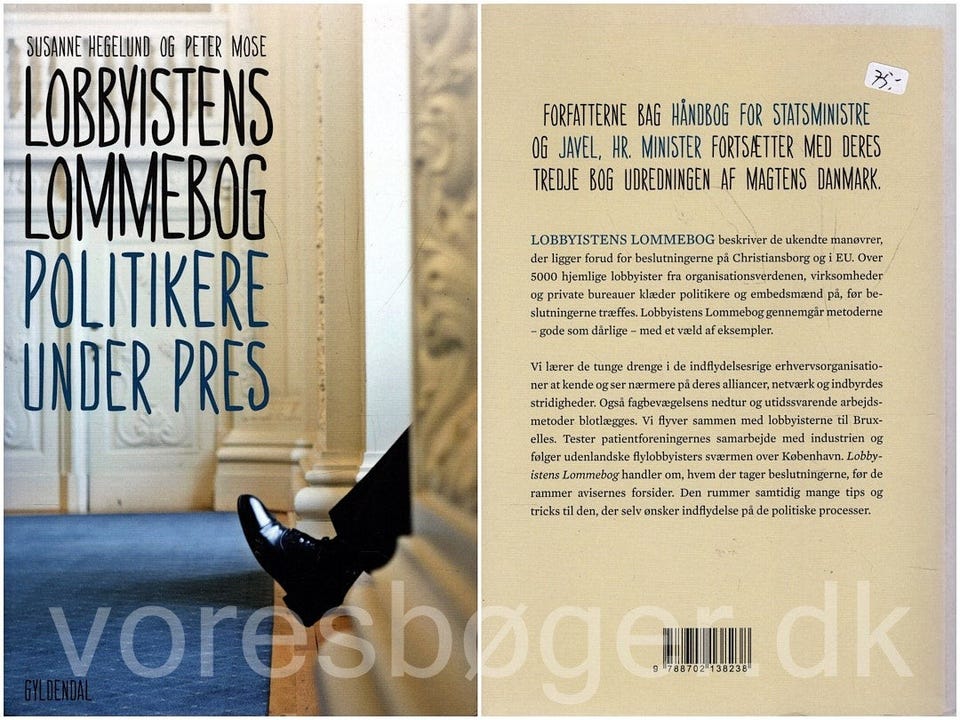 SUSANNE HEGELUND OG PETER MOSE
LOBBYISTENS
LOMMEBOG
POLITIKERE
UNDER PRES
GYLDENDAL
75,-
FORFATTERNE BAG HÅNDBOG FOR STATSMINISTRE
OG JAVEL, HR. MINISTER FORTSÆTTER MED DERES
TREDJE BOG UDREDNINGEN AF MAGTENS DANMARK.
LOBBYISTENS LOMMEBOG beskriver de ukendte manøvrer,
der ligger forud for beslutningerne på Christiansborg og i EU. Over
5000 hjemlige lobbyister fra organisationsverdenen, virksomheder
og private bureauer klæder politikere og embedsmænd på, før be-
slutningerne træffes. Lobbyistens Lommebog gennemgår metoderne
– gode som dårlige – med et væld af eksempler.
Vi lærer de tunge drenge i de indflydelsesrige erhvervsorganisatio-
ner at kende og ser nærmere på deres alliancer, netværk og indbyrdes
stridigheder. Også fagbevægelsens nedtur og utidssvarende arbejds-
metoder blotlægges. Vi flyver sammen med lobbyisterne til Brux-
elles. Tester patientforeningernes samarbejde med industrien og
følger udenlandske flylobbyisters sværmen over København. Lobby-
istens Lommebog handler om, hvem der tager beslutningerne, før de
rammer avisernes forsider. Den rummer samtidig mange tips og
tricks til den, der selv ønsker indflydelse på de politiske processer.
voresbøger.dk
9 788702 138238